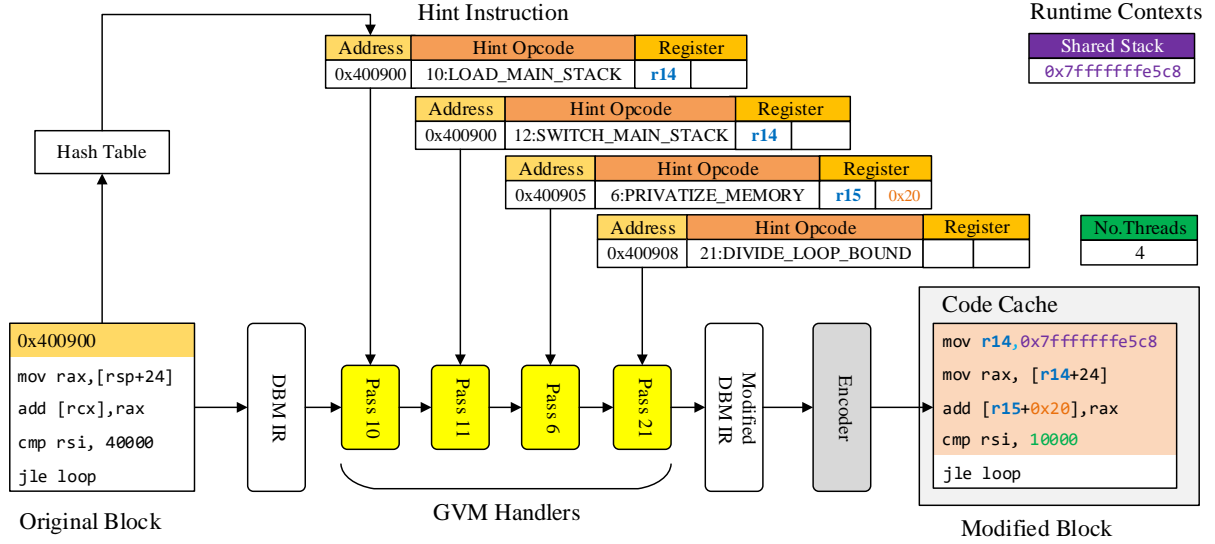 Hint Instruction
Runtime Contexts
Address Hint Opcode Register
0x400900 10:LOAD_MAIN_STACK r14
Shared Stack
0x7fffffffe5c8
Address Hint Opcode Register
0x400900 12:SWITCH_MAIN_STACK r14
Hash Table
Address Hint Opcode Register
0x400905 6:PRIVATIZE_MEMORY r15 0x20
Address Hint Opcode Register
0x400908 21:DIVIDE_LOOP_BOUND
No.Threads
4
0x400900
mov rax,[rsp+24]
add [rcx],rax
cmp rsi, 40000
jle loop
Original Block
DBM IR
Pass 10
Pass 11
Pass 6
Pass 21
GVM Handlers
Modified
DBM IR
Encoder
Code Cache
mov r14,0x7fffffffe5c8
mov rax, [r14+24]
add [r15+0x20],rax
cmp rsi, 10000
jle loop
Modified Block